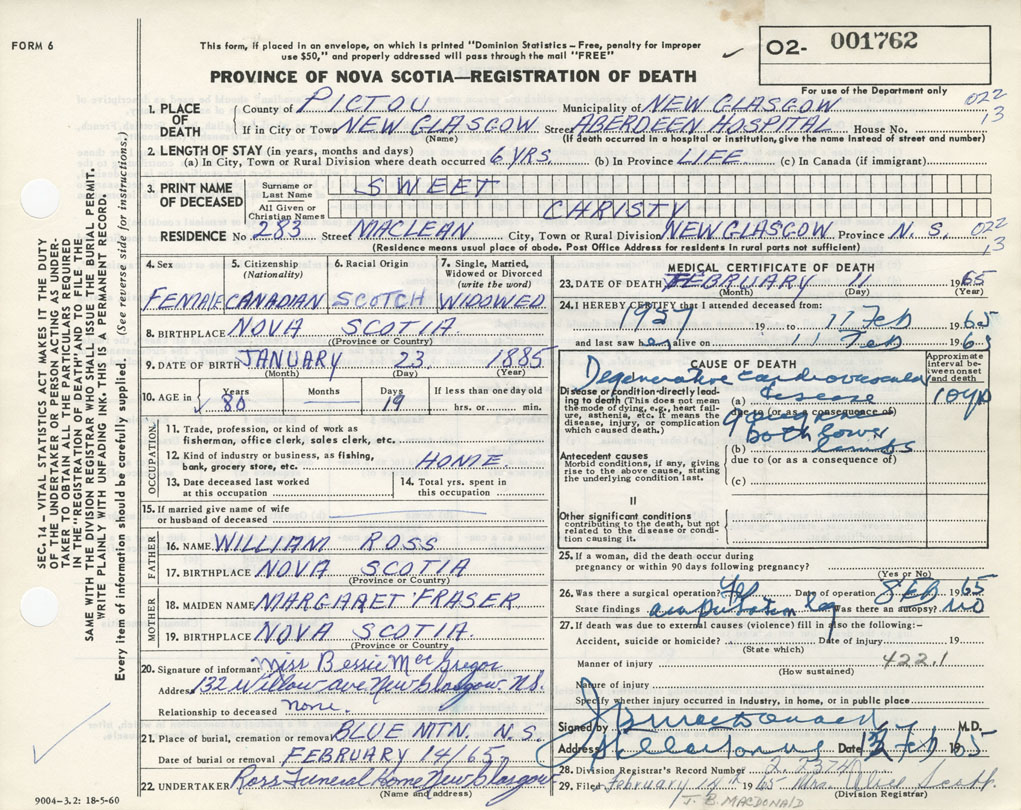 FORM 6
This form, if placed in an envelope, on which is printed "Dominion Statistics – Free, penalty for improper
use $50," and properly addressed will pass through the mail "FREE"
O2- 001762
For use of the Department only
PROVINCE OF NOVA SCOTIA—REGISTRATION OF DEATH
1. PLACE OF DEATH County of PICTOU Municipality of NEW GLASGOW 022
If in City or Town NEW GLASGOW Street ABERDEEN HOSPITAL House No. 13
(Name) (If death occurred in a hospital or institution, give the name instead of street and number)
2. LENGTH OF STAY (in years, months and days)
(a) In City, Town or Rural Division where death occurred 6 YRS. (b) In Province LIFE (c) In Canada (if immigrant)
3. PRINT NAME OF DECEASED Surname or Last Name SWEET
All Given or Christian Names CHRISTY
RESIDENCE No. 283 Street MACLEAN City, Town or Rural Division NEW GLASGOW Province N. S. 022 13
(Residence means usual place of abode. Post Office Address for residents in rural parts not sufficient)
4. Sex FEMALE
5. Citizenship (Nationality) CANADIAN
6. Racial Origin SCOTCH
7. Single, Married, Widowed or Divorced (write the word) WIDOWED
8. BIRTHPLACE NOVA SCOTIA
(Province or Country)
9. DATE OF BIRTH JANUARY 23 1885
(Month) (Day) (Year)
10. AGE in Years 80 Months Days 19 If less than one day old hrs. or min.
OCCUPATION
11. Trade, profession or kind of work as
fisherman, office clerk, sales clerk, etc.
12. Kind of industry or business, as fishing,
bank, grocery store, etc. HOME.
13. Date deceased last worked
at this occupation
14. Total yrs. spent in
this occupation
15. If married give name of wife
or husband of deceased
FATHER
16. NAME WILLIAM ROSS
17. BIRTHPLACE NOVA SCOTIA
(Province or Country)
MOTHER
18. MAIDEN NAME MARGARET FRASER
19. BIRTHPLACE NOVA SCOTIA.
(Province or Country)
20. Signature of informant Miss Bessie MacGregor
Address 132 Willow ave New Glasgow. N.S.
Relationship to deceased none.
21. Place of burial, cremation or removal BLUE MTN. N.S.
Date of burial or removal FEBRUARY 14/65
22. UNDERTAKER Ross Funeral Home New Glasgow
(Name and address)
MEDICAL CERTIFICATE OF DEATH
23. DATE OF DEATH FEBRUARY 11 1965
(Month) (Day) (Year)
24. I HEREBY CERTIFY that I attended deceased from:
1957 19 to 11 Feb 1965
and last saw her alive on 11 Feb 1965
CAUSE OF DEATH
Approximate interval between onset and death
Degenerative cardiovascular
Disease or condition directly leading to death (This does not mean the mode of dying, e.g., heart failure, asthenia, etc. It means the disease, injury, or complication which caused death.)
(a) disease
due to (or as a consequence of)
both lower
(b) limbs
Antecedent causes
Morbid conditions, if any, giving rise to the above cause, stating the underlying condition last.
due to (or as a consequence of)
(c)
II
Other significant conditions
contributing to the death, but not related to the disease or condition causing it.
25. If a woman, did the death occur during
pregnancy or within 90 days following pregnancy?
(Yes or No)
26. Was there a surgical operation? Yes Date of operation 8 Feb 1965
State findings amputation leg Was there an autopsy? NO
27. If death was due to external causes (violence) fill in also the following:–
Accident, suicide or homicide? Date of injury 19
(State which)
Manner of injury 422.1
(How sustained)
Nature of injury
Specify whether injury occurred in Industry, in home, or in public place
Signed by JB MacDonald M.D.
Address Stellarton Date 12 Feb 1965
28. Division Registrar's Record Number
29. Filed February 14th 1965 Mrs. Alice Scott
J. B. MACDONALD (Division Registrar)
SEC. 14 – VITAL STATISTICS ACT MAKES IT THE DUTY
OF THE UNDERTAKER OR PERSON ACTING AS UNDERTAKER
TO OBTAIN ALL THE PARTICULARS REQUIRED
IN THE "REGISTRATION OF DEATH" AND TO FILE THE
SAME WITH THE DIVISION REGISTRAR WHO SHALL ISSUE THE BURIAL PERMIT.
WRITE PLAINLY WITH UNFADING INK. THIS IS A PERMANENT RECORD.
Every item of information should be carefully supplied. (See reverse side for instructions.)
9004–3.2: 18-5-60